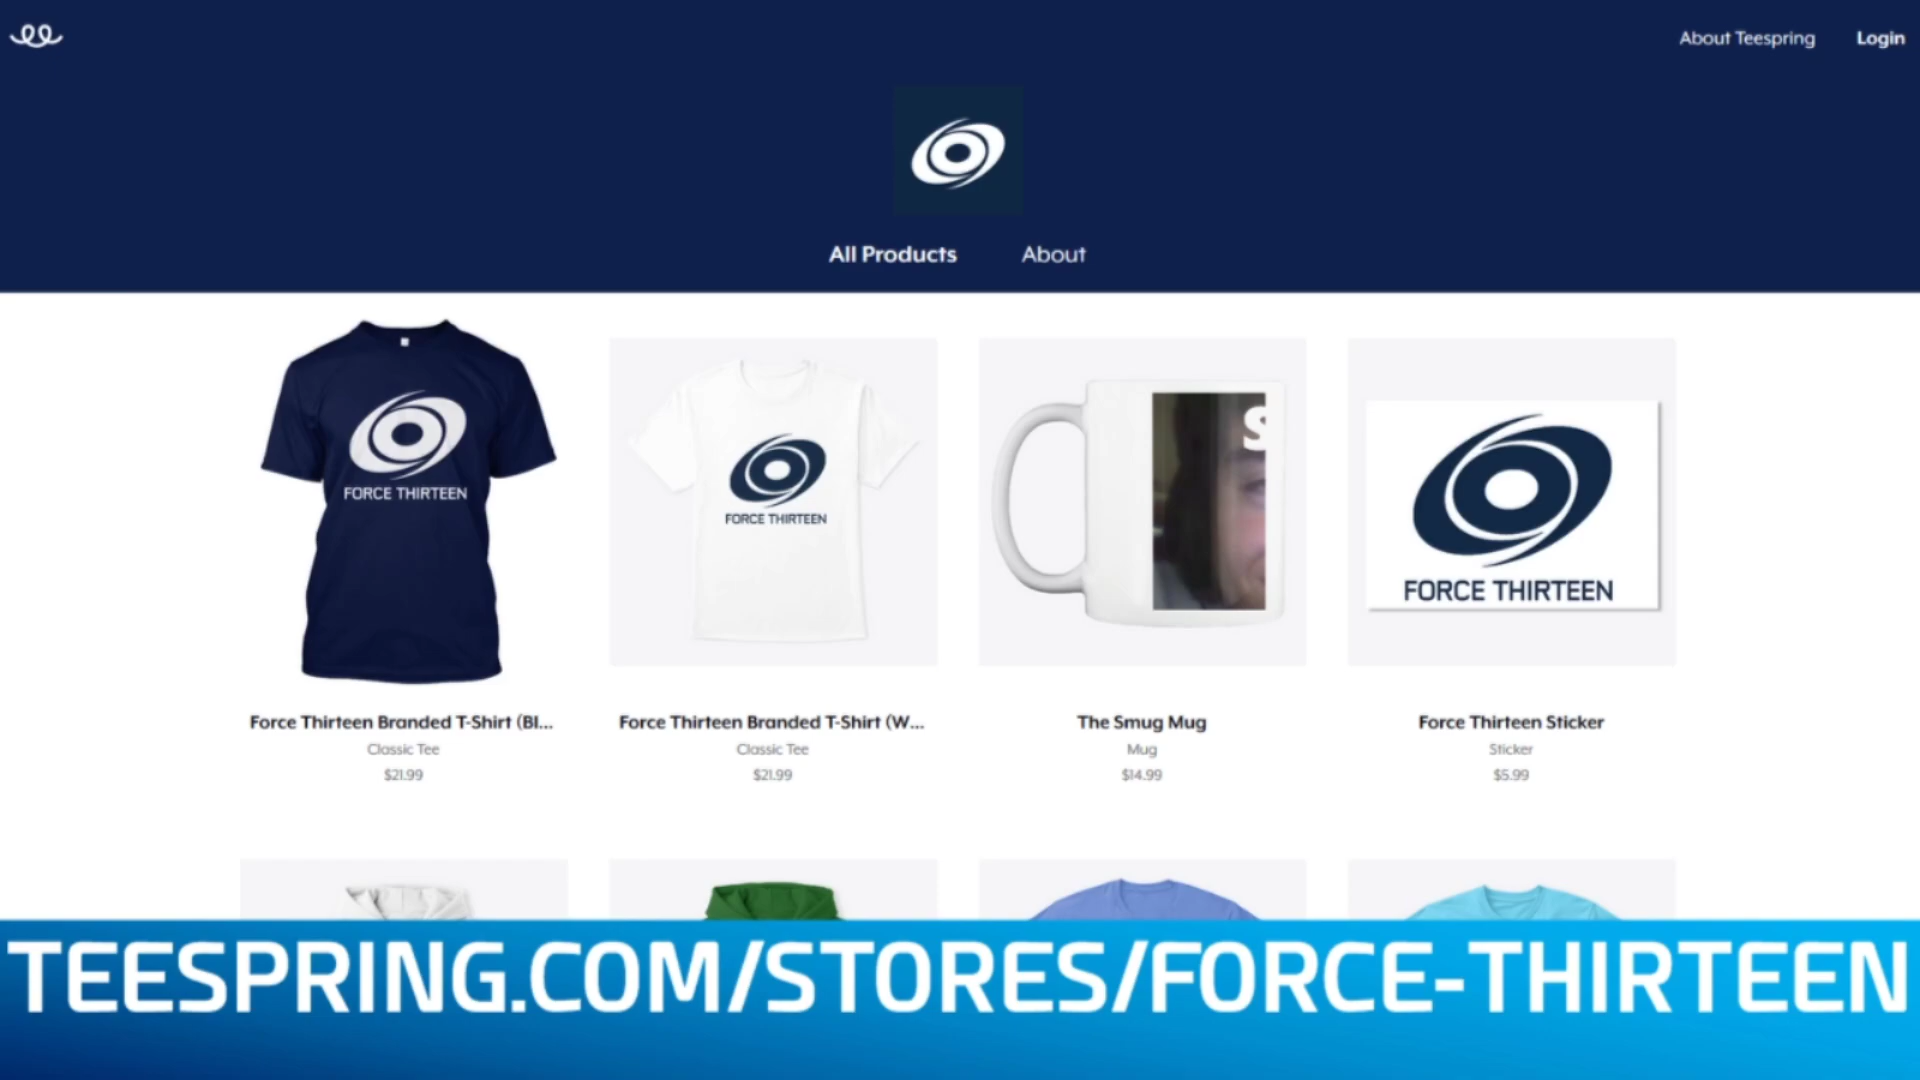 About Teespring
Login
All Products
About
FORCE THIRTEEN
FORCE THIRTEEN
S
FORCE THIRTEEN
Force Thirteen Branded T-Shirt (Bl...
Classic Tee
$21.99
Force Thirteen Branded T-Shirt (W...
Classic Tee
$21.99
The Smug Mug
Mug
$14.99
Force Thirteen Sticker
Sticker
$5.99
TEESPRING.COM/STORES/FORCE-THIRTEEN